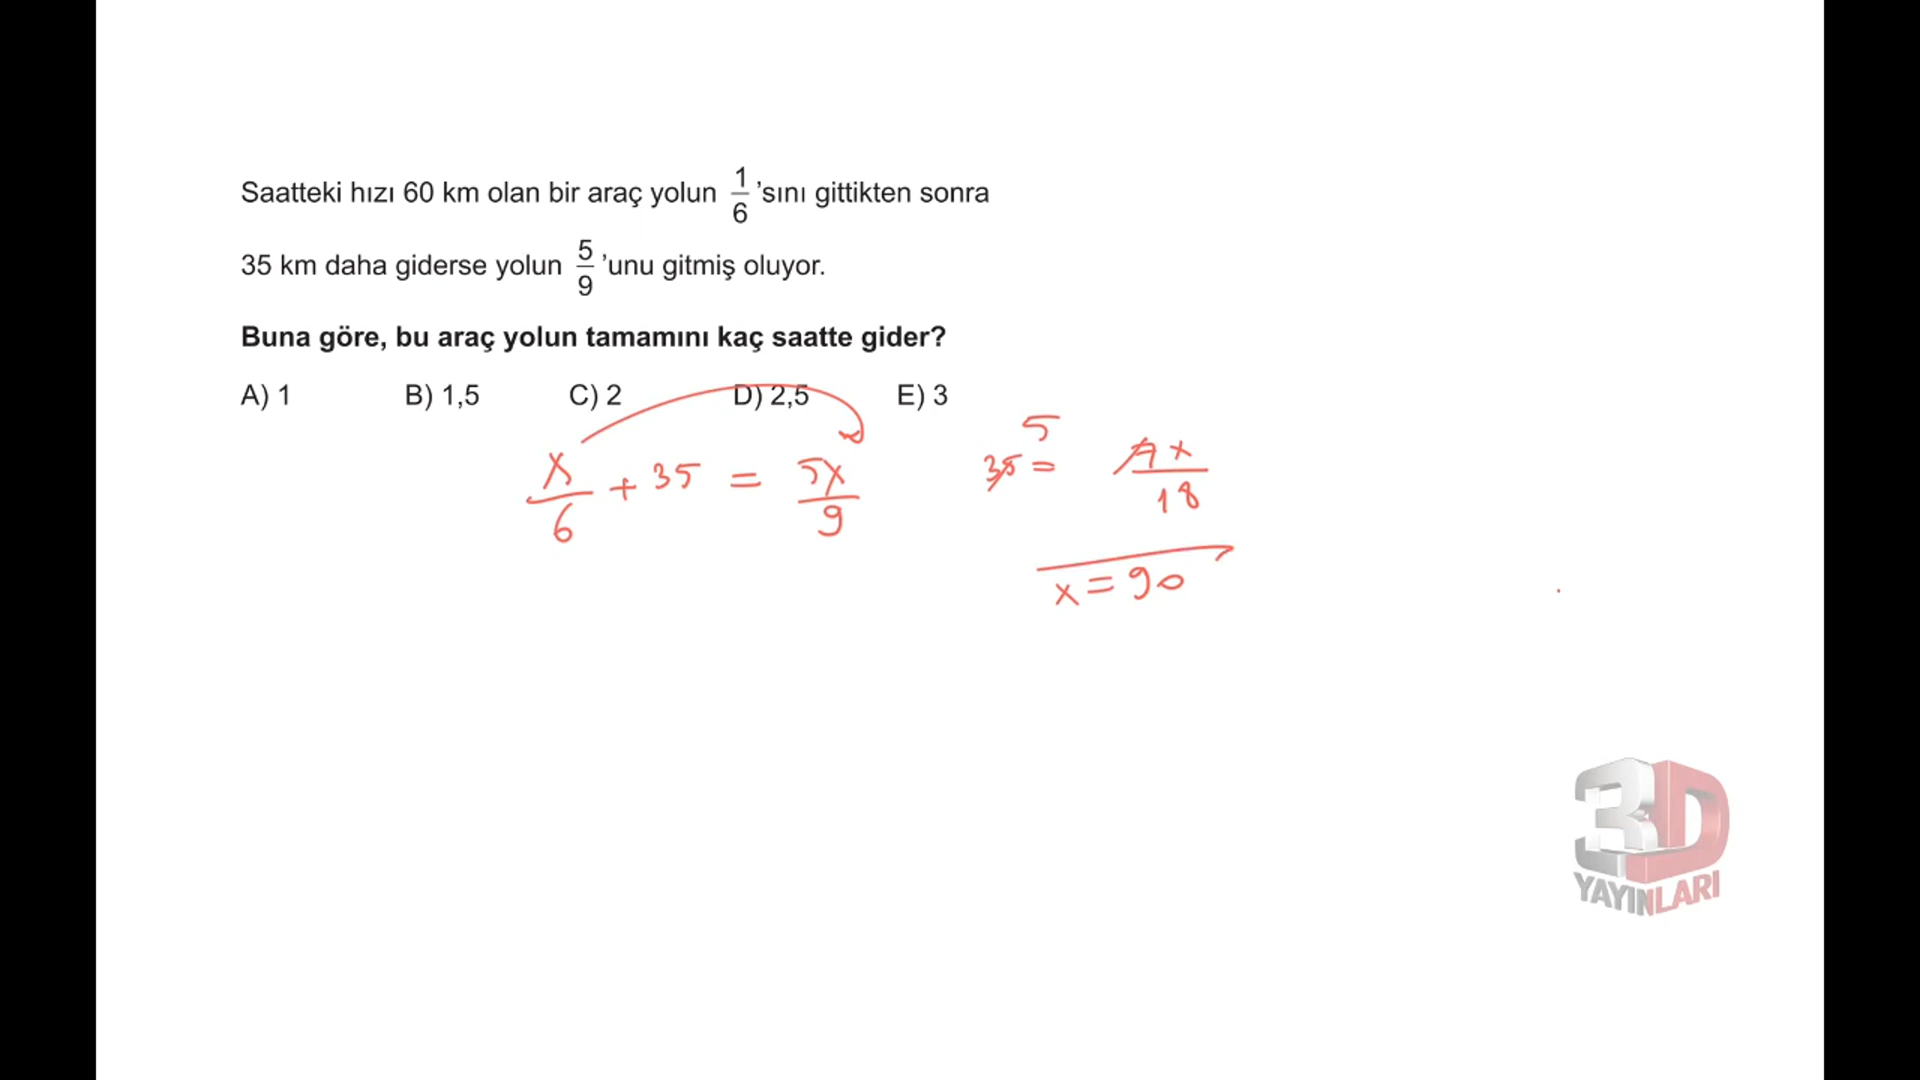 Saatteki hızı 60 km olan bir araç yolun 1/6 ’sını gittikten sonra
35 km daha giderse yolun 5/9 ’unu gitmiş oluyor.
Buna göre, bu araç yolun tamamını kaç saatte gider?
A) 1 B) 1,5 C) 2 D) 2,5 E) 3
x/6 + 35 = 5x/9
5
35 = 7x/18
x = 90
3D
YAYINLARI